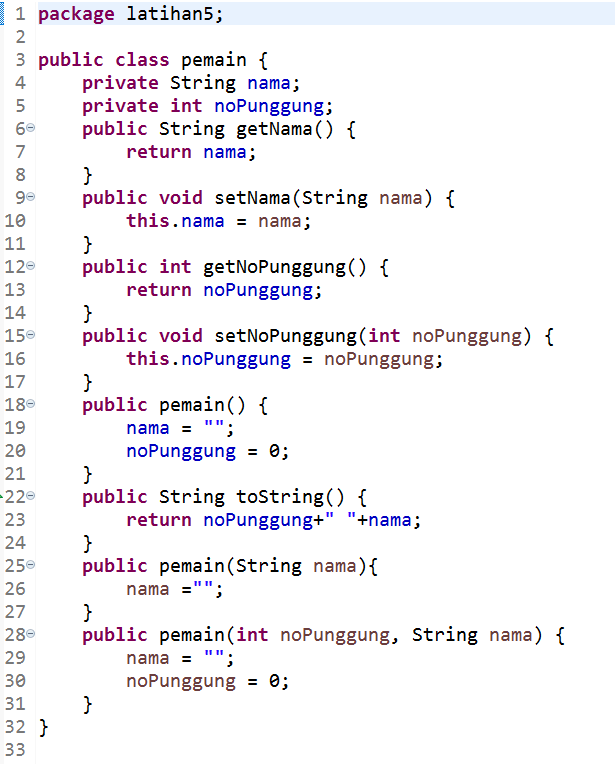 1 package latihan5;
2
3 public class pemain {
4     private String nama;
5     private int noPunggung;
6     public String getNama() {
7         return nama;
8     }
9     public void setNama(String nama) {
10         this.nama = nama;
11     }
12     public int getNoPunggung() {
13         return noPunggung;
14     }
15     public void setNoPunggung(int noPunggung) {
16         this.noPunggung = noPunggung;
17     }
18     public pemain() {
19         nama = "";
20         noPunggung = 0;
21     }
22     public String toString() {
23         return noPunggung+" "+nama;
24     }
25     public pemain(String nama){
26         nama ="";
27     }
28     public pemain(int noPunggung, String nama) {
29         nama = "";
30         noPunggung = 0;
31     }
32 }
33